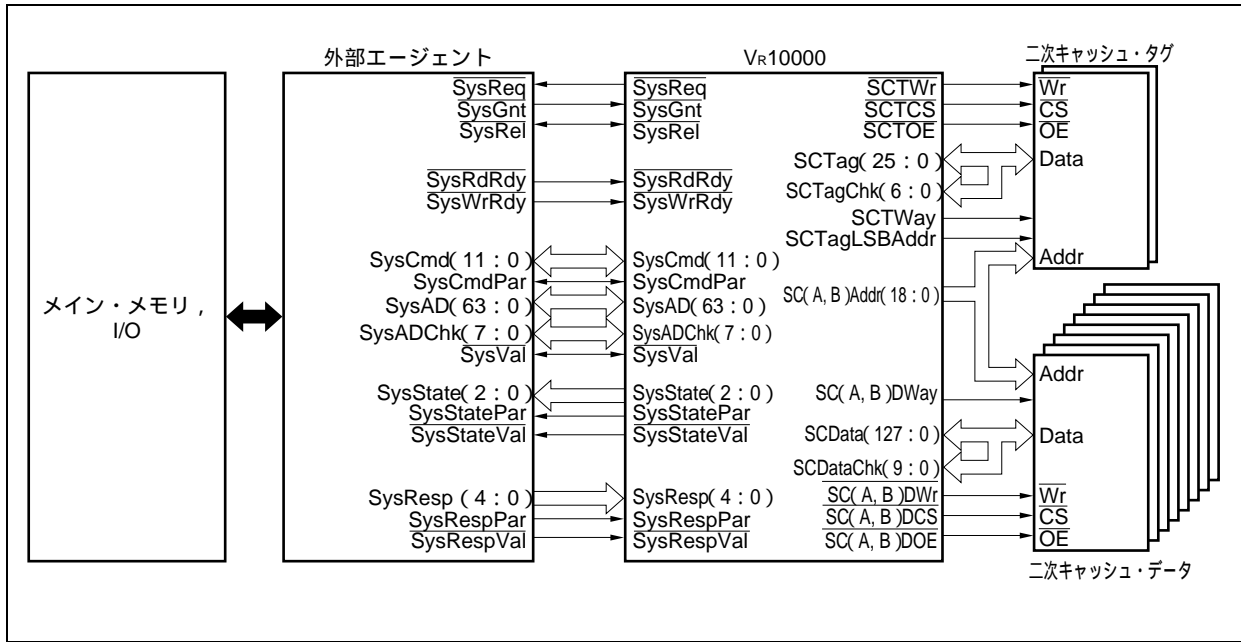 外部エージェント
VR10000
二次キャッシュ・タグ
メイン・メモリ，
I/O
SysReq
SysGnt
SysRel
SysRdRdy
SysWrRdy
SysCmd(11：0)
SysCmdPar
SysAD(63：0)
SysADChk(7：0)
SysVal
SysState(2：0)
SysStatePar
SysStateVal
SysResp(4：0)
SysRespPar
SysRespVal
SysReq
SysGnt
SysRel
SysRdRdy
SysWrRdy
SysCmd(11：0)
SysCmdPar
SysAD(63：0)
SysADChk(7：0)
SysVal
SysState(2：0)
SysStatePar
SysStateVal
SysResp(4：0)
SysRespPar
SysRespVal
SCTWr
SCTCS
SCTOE
SCTag(25：0)
SCTagChk(6：0)
SCTWay
SCTagLSBAddr
SC(A, B)Addr(18：0)
SC(A, B)DWay
SCData(127：0)
SCDataChk(9：0)
SC(A, B)DWr
SC(A, B)DCS
SC(A, B)DOE
Wr
CS
OE
Data
Addr
Addr
Data
Wr
CS
OE
二次キャッシュ・データ